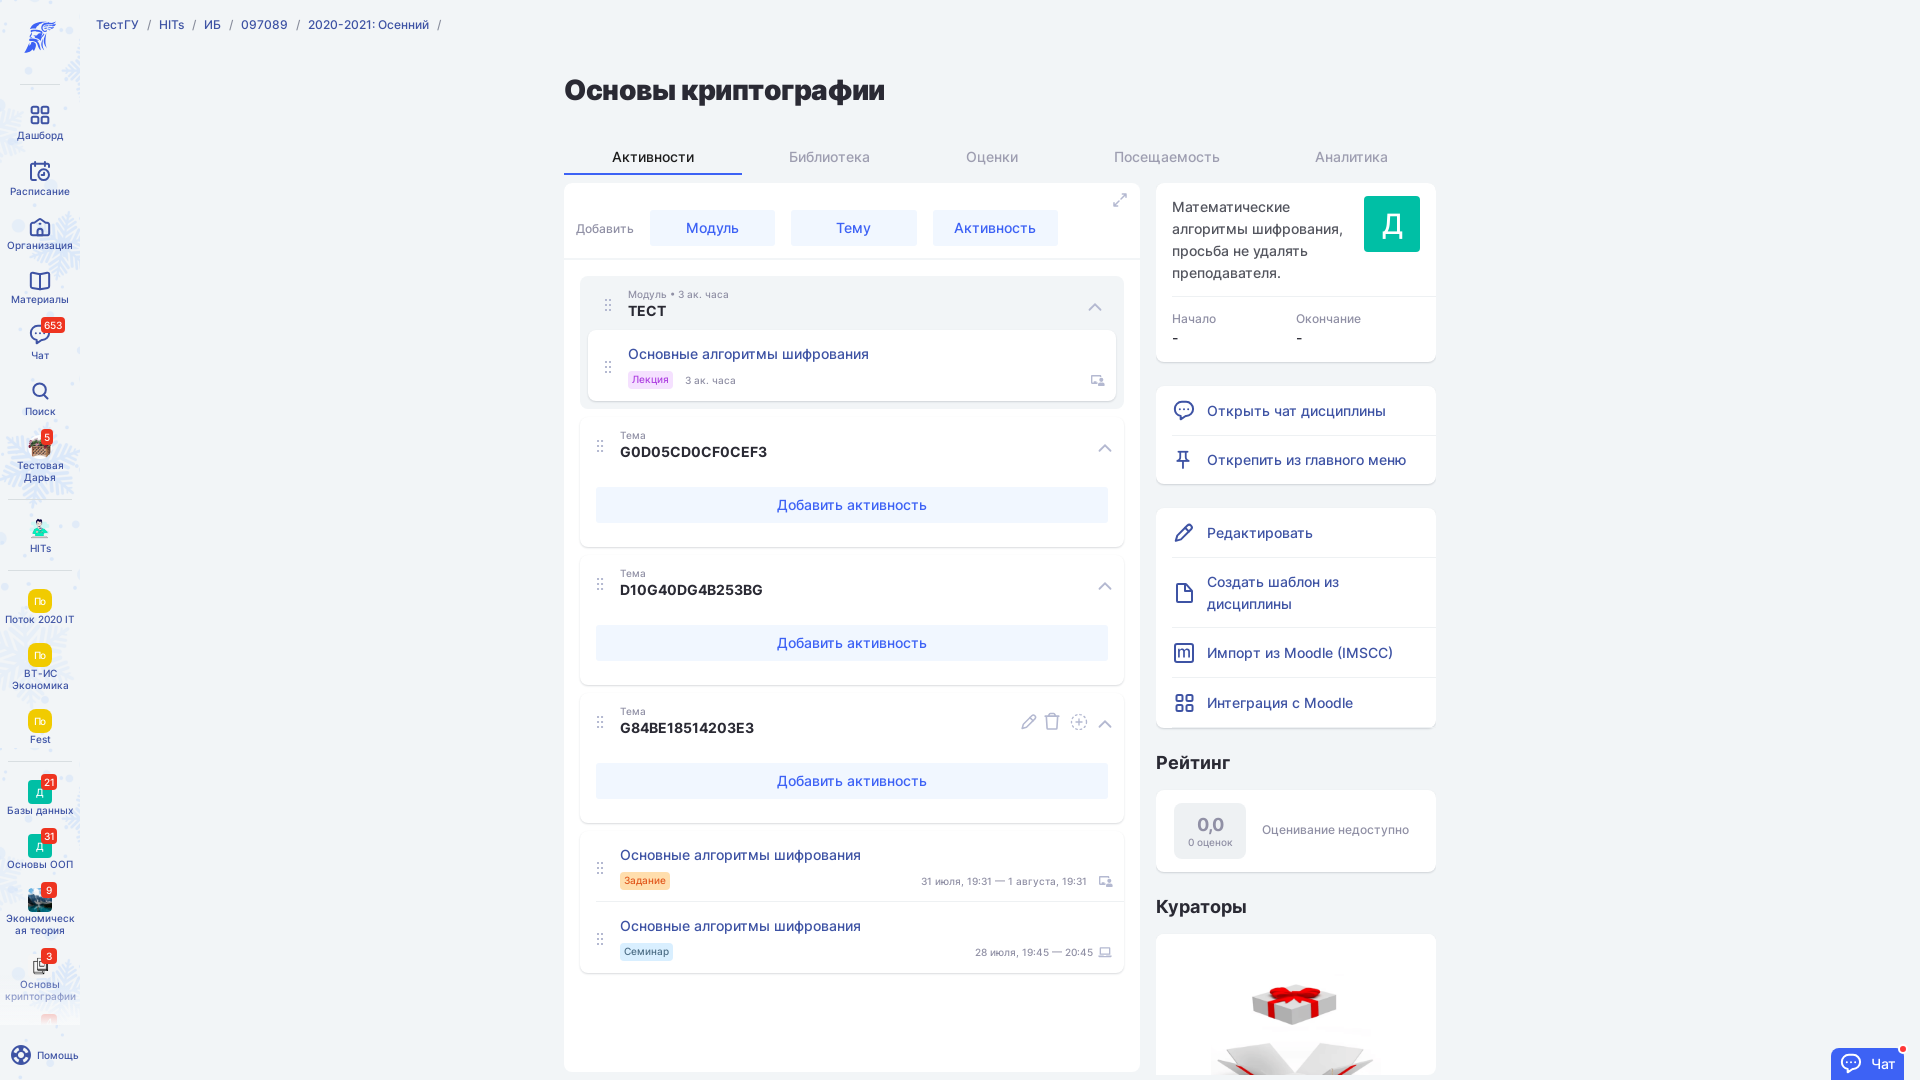 ТестГУ / HITs / ИБ / 097089 / 2020-2021: Осенний /
Дашборд
Расписание
Организация
Материалы
653
Чат
Поиск
5
Тестовая
Дарья
HITs
По
Поток 2020 IT
По
ВТ-ИС
Экономика
По
Fest
21
Д
Базы данных
31
Д
Основы ООП
9
Экономическ
ая теория
3
Основы
криптографии
Помощь
Основы криптографии
Активности
Библиотека
Оценки
Посещаемость
Аналитика
Добавить
Модуль
Тему
Активность
Модуль • 3 ак. часа
ТЕСТ
Основные алгоритмы шифрования
Лекция 3 ак. часа
Тема
G0D05CD0CF0CEF3
Добавить активность
Тема
D10G40DG4B253BG
Добавить активность
Тема
G84BE18514203E3
Добавить активность
Основные алгоритмы шифрования
Задание 31 июля, 19:31 — 1 августа, 19:31
Основные алгоритмы шифрования
Семинар 28 июля, 19:45 — 20:45
Математические
алгоритмы шифрования,
просьба не удалять
преподавателя.
Д
Начало Окончание
- -
Открыть чат дисциплины
Открепить из главного меню
Редактировать
Создать шаблон из
дисциплины
m Импорт из Moodle (IMSCC)
Интеграция с Moodle
Рейтинг
0,0
0 оценок
Оценивание недоступно
Кураторы
Чат